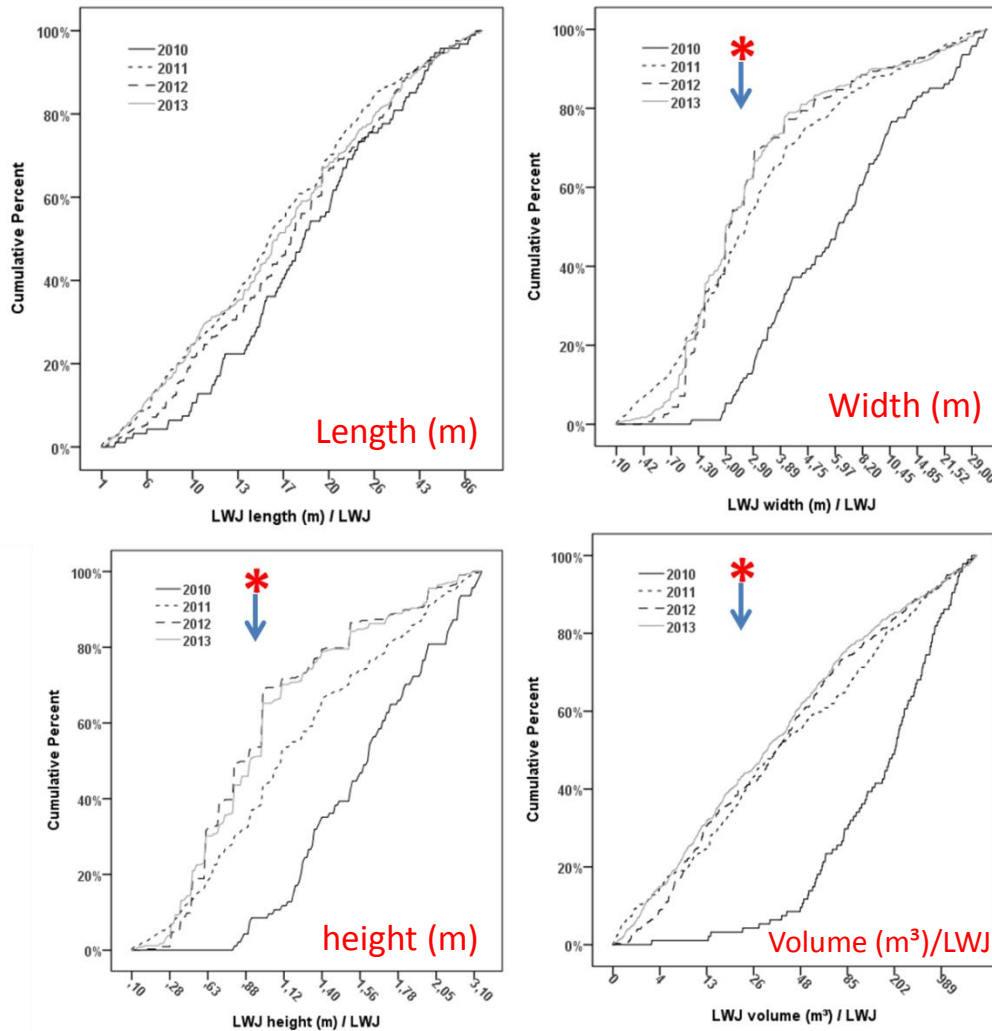 100%
80%
60%
40%
20%
0%
Cumulative Percent
2010
2011
2012
2013
Length (m)
1 6 10 13 17 20 26 43 86
LWJ length (m) / LWJ
100%
80%
60%
40%
20%
0%
Cumulative Percent
2010
2011
2012
2013
*
Width (m)
,10 ,42 ,70 1,30 2,00 2,90 3,89 4,75 5,97 8,20 10,45 14,85 21,52 29,00
LWJ width (m) / LWJ
100%
80%
60%
40%
20%
0%
Cumulative Percent
2010
2011
2012
2013
*
height (m)
,10 ,28 ,63 ,88 1,12 1,40 1,56 1,78 2,05 3,10
LWJ height (m) / LWJ
100%
80%
60%
40%
20%
0%
Cumulative Percent
2010
2011
2012
2013
*
Volume (m³)/LWJ
0 4 13 26 48 85 202 989
LWJ volume (m³) / LWJ